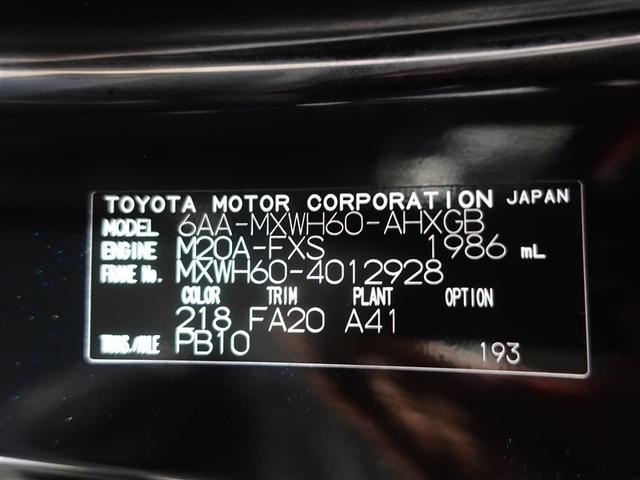 TOYOTA MOTOR CORPORATION JAPAN
MODEL 6AA-MXWH60-AHXGB
ENGINE M20A-FXS 1986 mL
FRAME No. MXWH60-4012928
COLOR TRIM PLANT OPTION
218 FA20 A41
TRANS./AXLE PB10 193